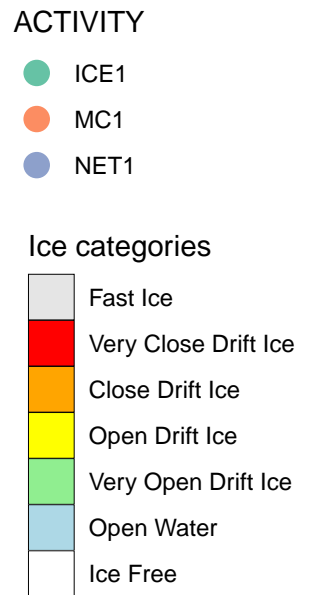 ACTIVITY
ICE1
MC1
NET1
Ice categories
Fast Ice
Very Close Drift Ice
Close Drift Ice
Open Drift Ice
Very Open Drift Ice
Open Water
Ice Free